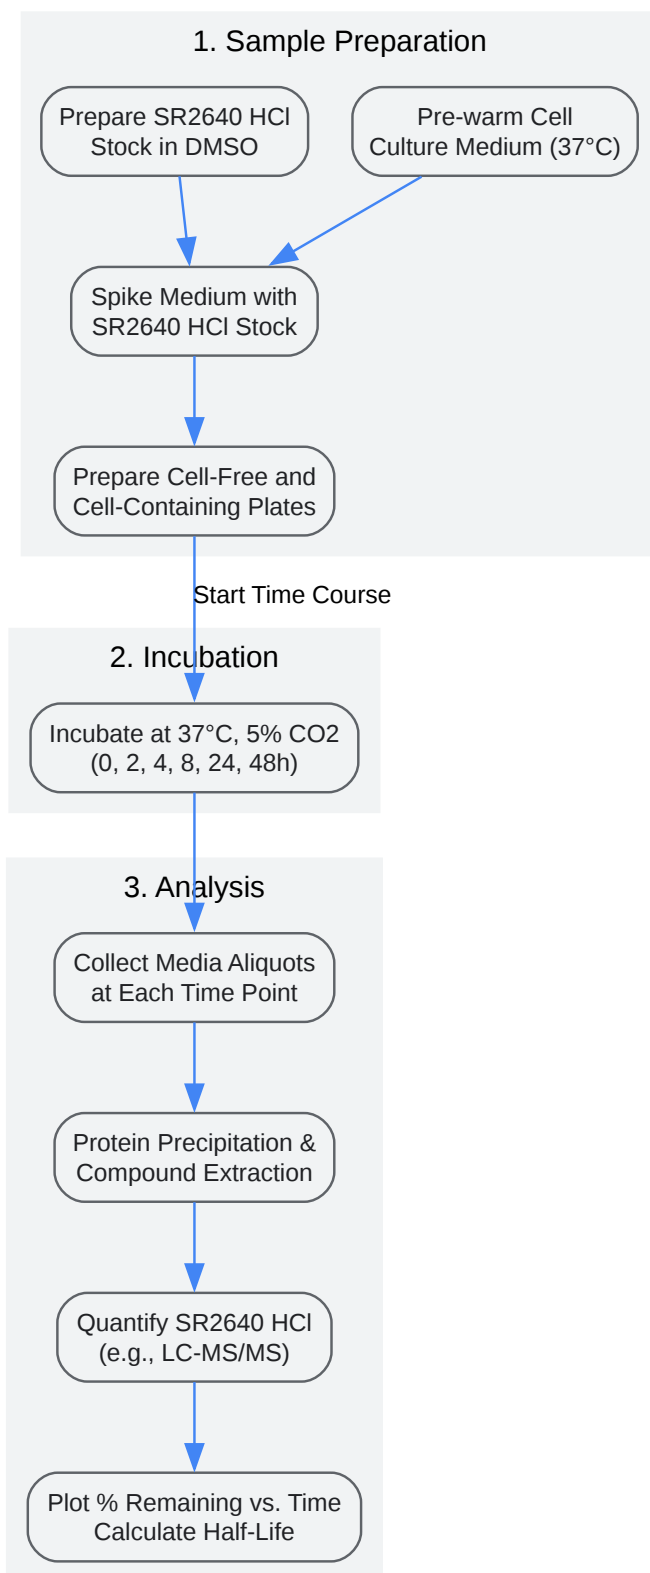 1. Sample Preparation
Prepare SR2640 HCl
Stock in DMSO
Pre-warm Cell
Culture Medium (37°C)
Spike Medium with
SR2640 HCl Stock
Prepare Cell-Free and
Cell-Containing Plates
Start Time Course
2. Incubation
Incubate at 37°C, 5% CO2
(0, 2, 4, 8, 24, 48h)
3. Analysis
Collect Media Aliquots
at Each Time Point
Protein Precipitation &
Compound Extraction
Quantify SR2640 HCl
(e.g., LC-MS/MS)
Plot % Remaining vs. Time
Calculate Half-Life